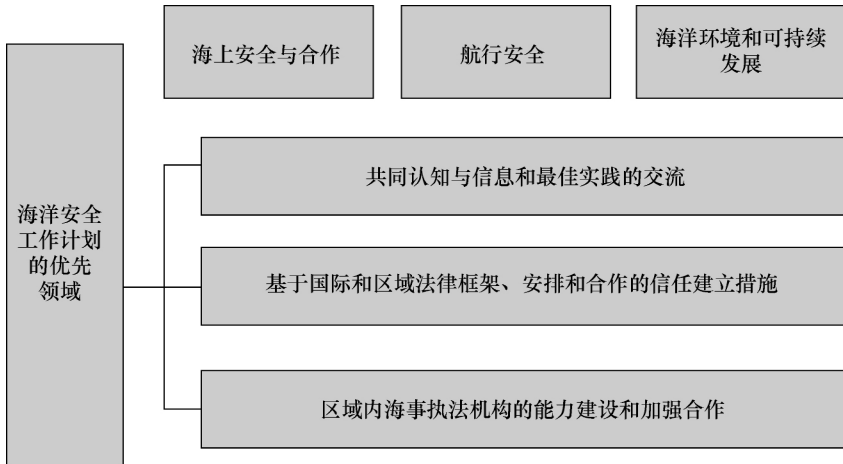 海上安全与合作
航行安全
海洋环境和可持续
发展
海洋安全
工作计划
的优先
领域
共同认知与信息和最佳实践的交流
基于国际和区域法律框架、安排和合作的信任建立措施
区域内海事执法机构的能力建设和加强合作